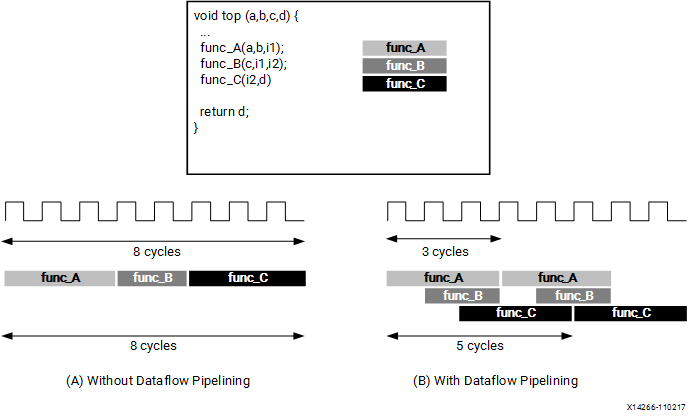 void top (a,b,c,d) {
...
func_A(a,b,i1);
func_B(c,i1,i2);
func_C(i2,d)
return d;
}
func_A
func_B
func_C
8 cycles
func_A func_B func_C
8 cycles
(A) Without Dataflow Pipelining
3 cycles
func_A func_A
func_B func_B
func_C func_C
5 cycles
(B) With Dataflow Pipelining
X14266-110217